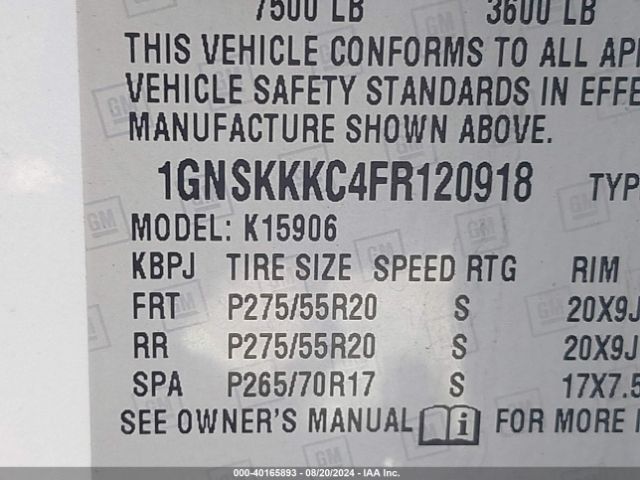 7500 LB 3600 LB
THIS VEHICLE CONFORMS TO ALL
VEHICLE SAFETY STANDARDS IN
MANUFACTURE SHOWN ABOVE.
1GNSKKKC4FR120918 TYP
MODEL: K15906
KBPJ TIRE SIZE SPEED RTG RIM
FRT P275/55R20 S 20X9J
RR P275/55R20 S 20X9J
SPA P265/70R17 S 17X7.5
SEE OWNER'S MANUAL i FOR MORE
000-40165893 - 08/20/2024 - IAA Inc.